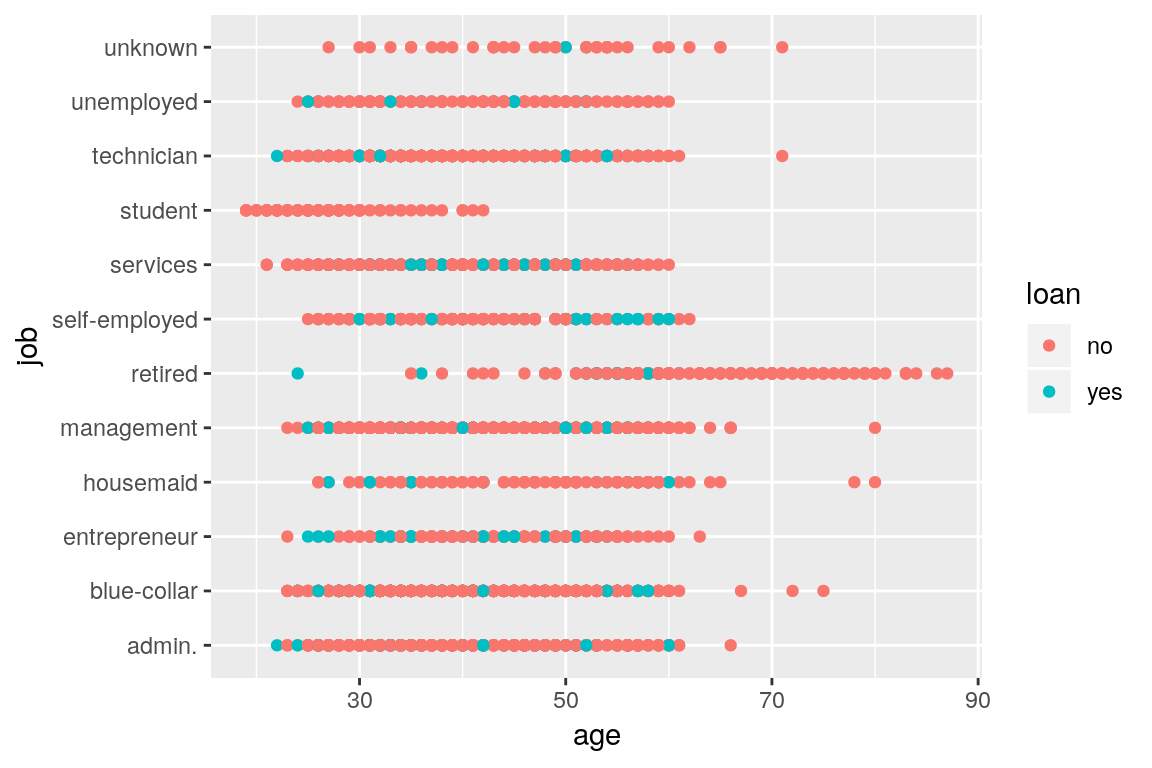 unknown
unemployed
technician
student
services
self-employed
retired
management
housemaid
entrepreneur
blue-collar
admin.
job
30 50 70 90
age
loan
no
yes